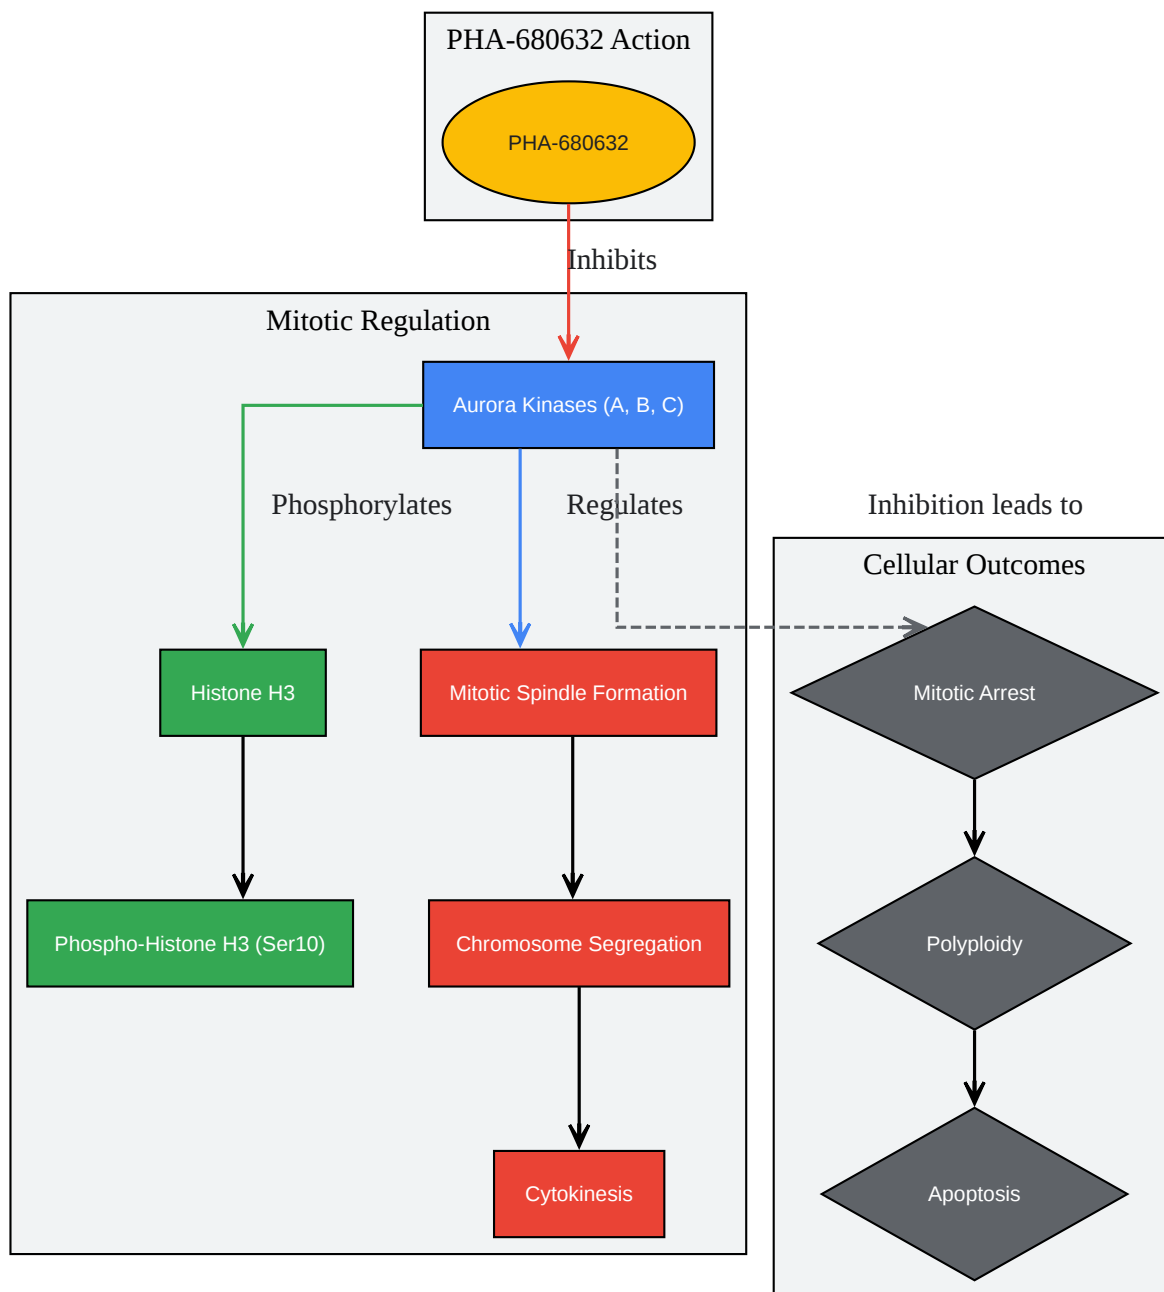 PHA-680632 Action
PHA-680632
Inhibits
Mitotic Regulation
Aurora Kinases (A, B, C)
Phosphorylates
Regulates
Inhibition leads to
Cellular Outcomes
Histone H3
Mitotic Spindle Formation
Mitotic Arrest
Phospho-Histone H3 (Ser10)
Chromosome Segregation
Polyploidy
Cytokinesis
Apoptosis